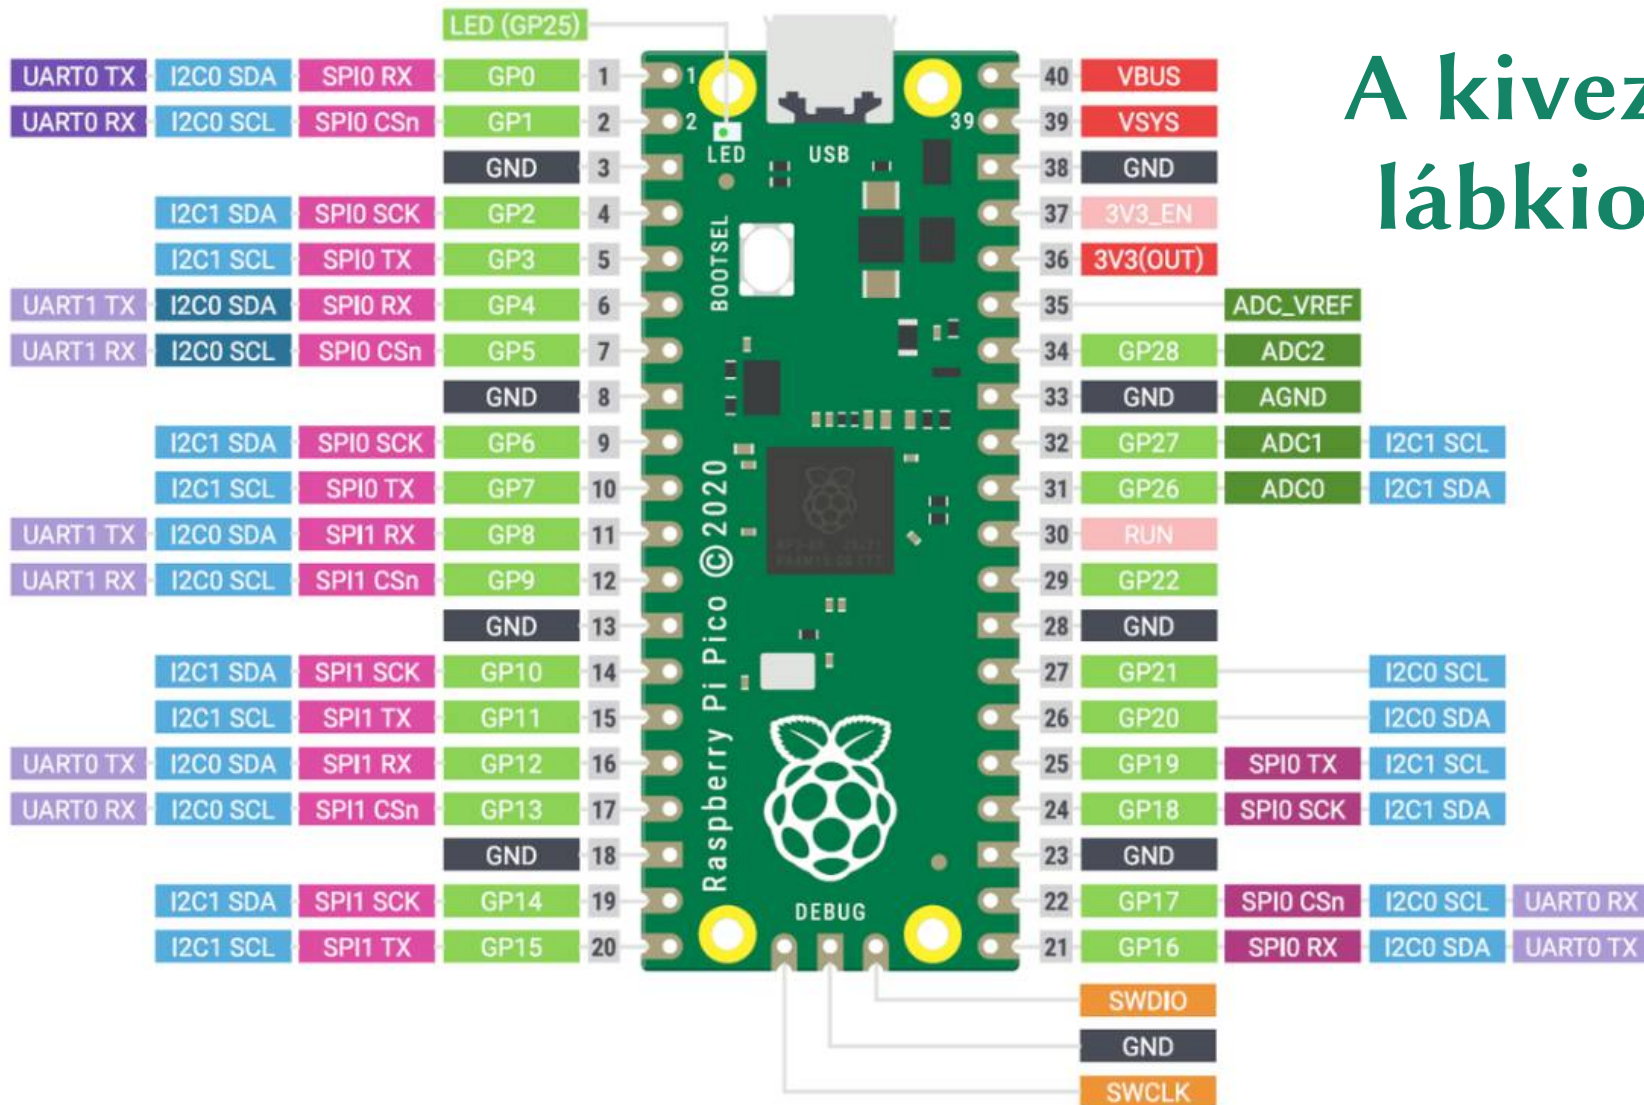 LED (GP25)
A kivez
lábkio
UART0 TX I2C0 SDA SPI0 RX GP0 1 1 40 VBUS
UART0 RX I2C0 SCL SPI0 CSn GP1 2 2 39 39 VSYS
LED USB
GND 3 38 GND
I2C1 SDA SPI0 SCK GP2 4 37 3V3_EN
I2C1 SCL SPI0 TX GP3 5 36 3V3(OUT)
BOOTSEL
UART1 TX I2C0 SDA SPI0 RX GP4 6 35 ADC_VREF
UART1 RX I2C0 SCL SPI0 CSn GP5 7 34 GP28 ADC2
GND 8 33 GND AGND
I2C1 SDA SPI0 SCK GP6 9 32 GP27 ADC1 I2C1 SCL
I2C1 SCL SPI0 TX GP7 10 31 GP26 ADC0 I2C1 SDA
UART1 TX I2C0 SDA SPI1 RX GP8 11 30 RUN
UART1 RX I2C0 SCL SPI1 CSn GP9 12 29 GP22
GND 13 28 GND
Raspberry Pi Pico ©2020
I2C1 SDA SPI1 SCK GP10 14 27 GP21 I2C0 SCL
I2C1 SCL SPI1 TX GP11 15 26 GP20 I2C0 SDA
UART0 TX I2C0 SDA SPI1 RX GP12 16 25 GP19 SPI0 TX I2C1 SCL
UART0 RX I2C0 SCL SPI1 CSn GP13 17 24 GP18 SPI0 SCK I2C1 SDA
GND 18 23 GND
I2C1 SDA SPI1 SCK GP14 19 22 GP17 SPI0 CSn I2C0 SCL UART0 RX
DEBUG
I2C1 SCL SPI1 TX GP15 20 21 GP16 SPI0 RX I2C0 SDA UART0 TX
SWDIO
GND
SWCLK